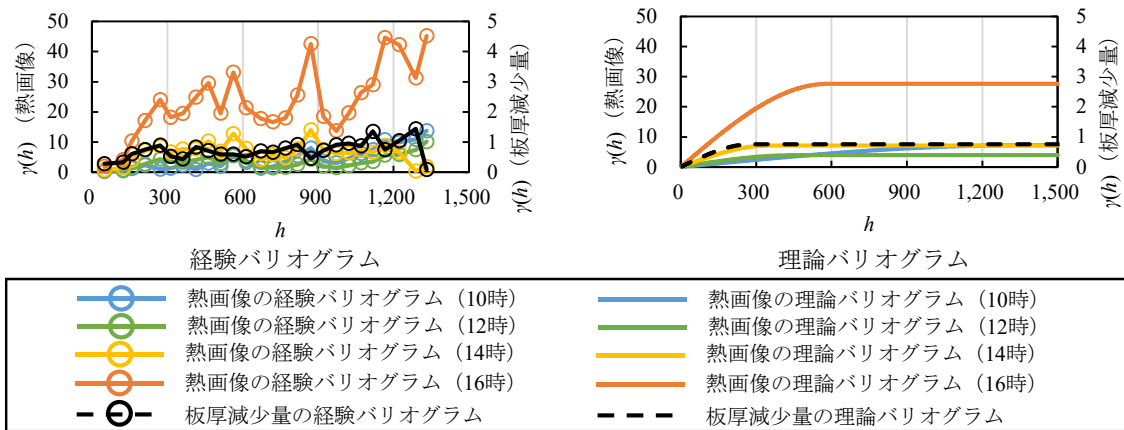 50
40
30
20
10
0
γ(h)（熱画像）
5
4
3
2
1
0
γ(h)（板厚減少量）
0 300 600 900 1,200 1,500
h
経験バリオグラム
50
40
30
20
10
0
γ(h)（熱画像）
5
4
3
2
1
0
γ(h)（板厚減少量）
0 300 600 900 1,200 1,500
h
理論バリオグラム
熱画像の経験バリオグラム（10時）
熱画像の経験バリオグラム（12時）
熱画像の経験バリオグラム（14時）
熱画像の経験バリオグラム（16時）
板厚減少量の経験バリオグラム
熱画像の理論バリオグラム（10時）
熱画像の理論バリオグラム（12時）
熱画像の理論バリオグラム（14時）
熱画像の理論バリオグラム（16時）
板厚減少量の理論バリオグラム